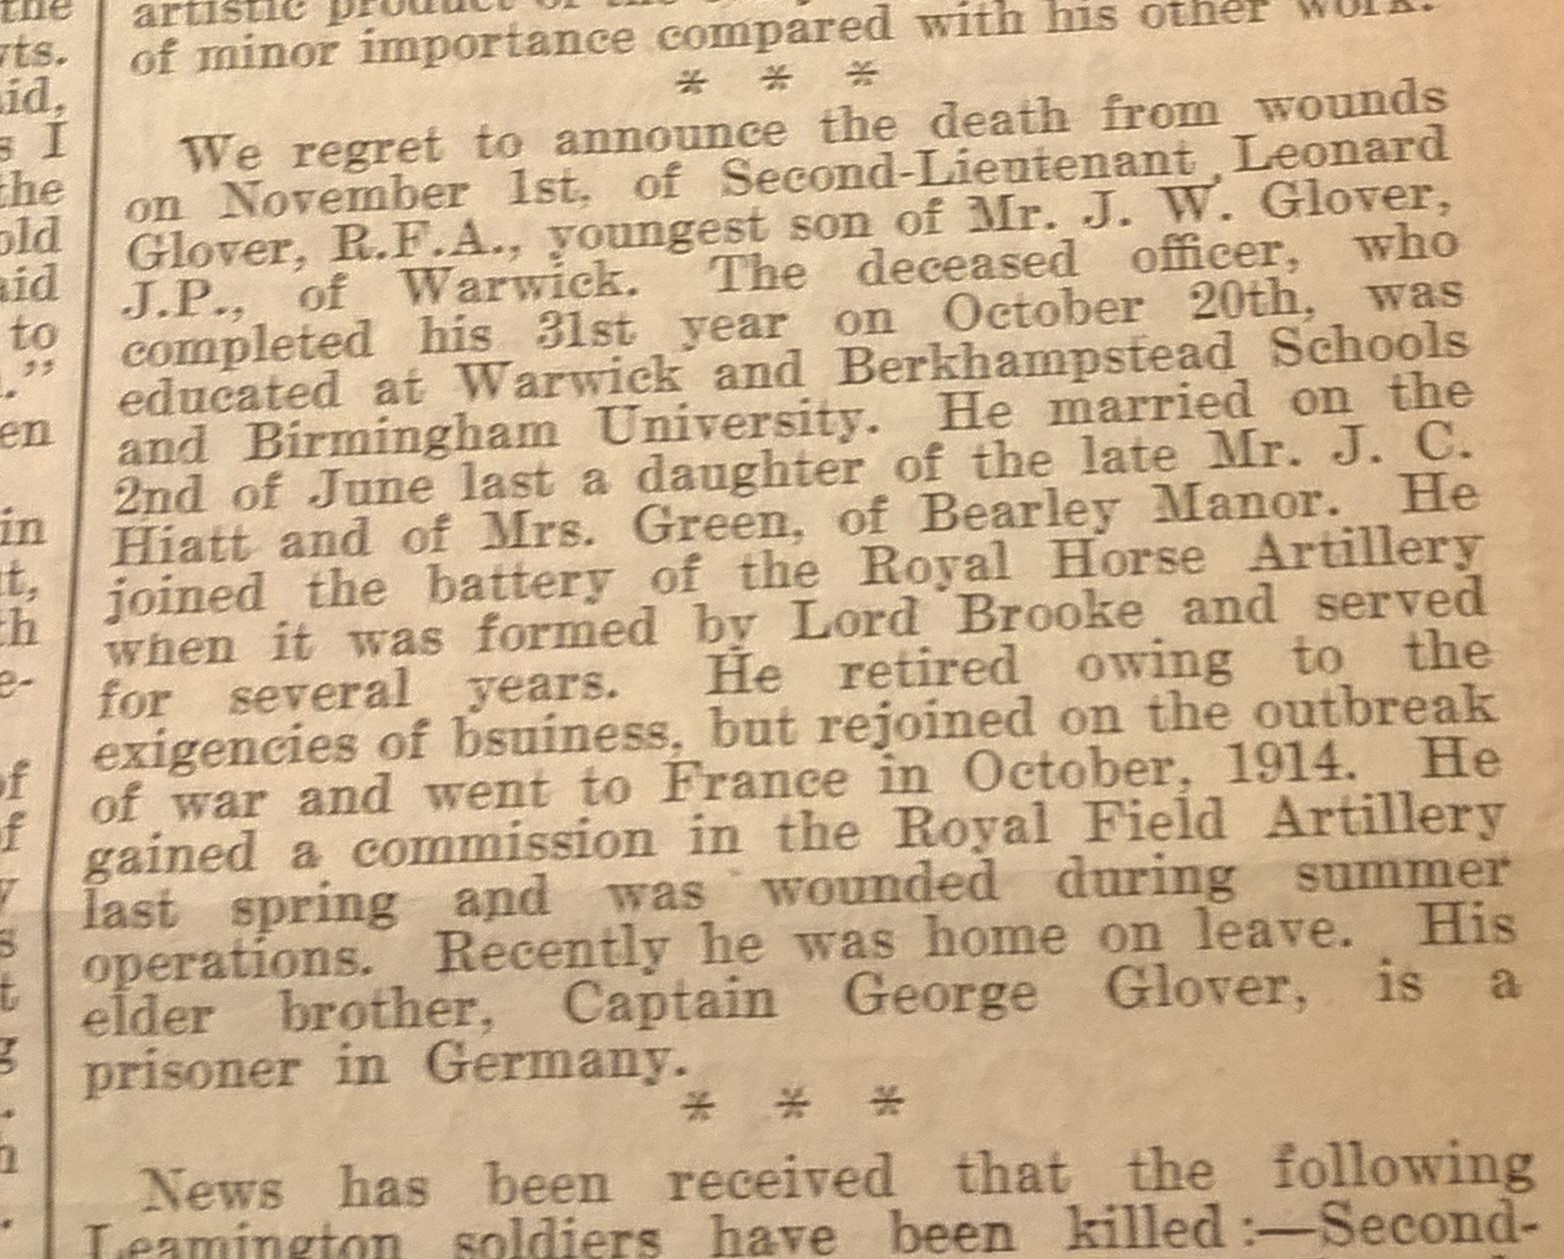 the
artistic product of the
of minor importance compared with his other work.
* * *
We regret to announce the death from wounds
on November 1st, of Second-Lieutenant Leonard
Glover, R.F.A., youngest son of Mr. J. W. Glover,
J.P., of Warwick. The deceased officer, who
completed his 31st year on October 20th, was
educated at Warwick and Berkhampstead Schools
and Birmingham University. He married on the
2nd of June last a daughter of the late Mr. J. C.
Hiatt and of Mrs. Green, of Bearley Manor. He
joined the battery of the Royal Horse Artillery
when it was formed by Lord Brooke and served
for several years. He retired owing to the
exigencies of bsuiness, but rejoined on the outbreak
of war and went to France in October, 1914. He
gained a commission in the Royal Field Artillery
last spring and was wounded during summer
operations. Recently he was home on leave. His
elder brother, Captain George Glover, is a
prisoner in Germany.
* * *
News has been received that the following
Leamington soldiers have been killed:—Second-